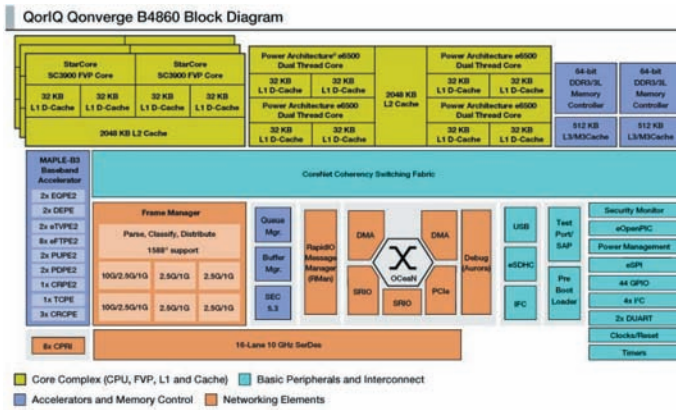 QorIQ Qonverge B4860 Block Diagram
StarCore
SC3900 FVP Core
StarCore
SC3900 FVP Core
32 KB
L1 D-Cache
32 KB
L1 D-Cache
32 KB
L1 D-Cache
32 KB
L1 D-Cache
2048 KB L2 Cache
Power Architecture® e6500
Dual Thread Core
32 KB
L1 D-Cache
32 KB
L1 D-Cache
Power Architecture e6500
Dual Thread Core
32 KB
L1 D-Cache
32 KB
L1 D-Cache
2048 KB
L2 Cache
Power Architecture e6500
Dual Thread Core
32 KB
L1 D-Cache
32 KB
L1 D-Cache
Power Architecture e6500
Dual Thread Core
32 KB
L1 D-Cache
32 KB
L1 D-Cache
64-bit
DDR3/3L
Memory
Controller
64-bit
DDR3/3L
Memory
Controller
512 KB
L3/M3Cache
512 KB
L3/M3Cache
MAPLE-B3
Baseband
Accelerator
2x EQPE2
2x DEPE
2x eTVPE2
8x eFTPE2
2x PUPE2
2x PDPE2
1x CRPE2
1x TCPE
3x CRCPE
CoreNet Coherency Switching Fabric
Frame Manager
Parse, Classify, Distribute
1588® support
10G/2.5G/1G
2.5G/1G
2.5G/1G
10G/2.5G/1G
2.5G/1G
2.5G/1G
Queue
Mgr.
Buffer
Mgr.
SEC
5.3
RapidIO
Message
Manager
(RMan)
DMA
DMA
OCeaN
SRIO
SRIO
PCIe
Debug
(Aurora)
USB
eSDHC
IFC
Test
Port/
SAP
Pre
Boot
Loader
Security Monitor
eOpenPIC
Power Management
eSPI
44 GPIO
4x I²C
2x DUART
Clocks/Reset
Timers
8x CPRI
16-Lane 10 GHz SerDes
Core Complex (CPU, FVP, L1 and Cache)
Basic Peripherals and Interconnect
Accelerators and Memory Control
Networking Elements